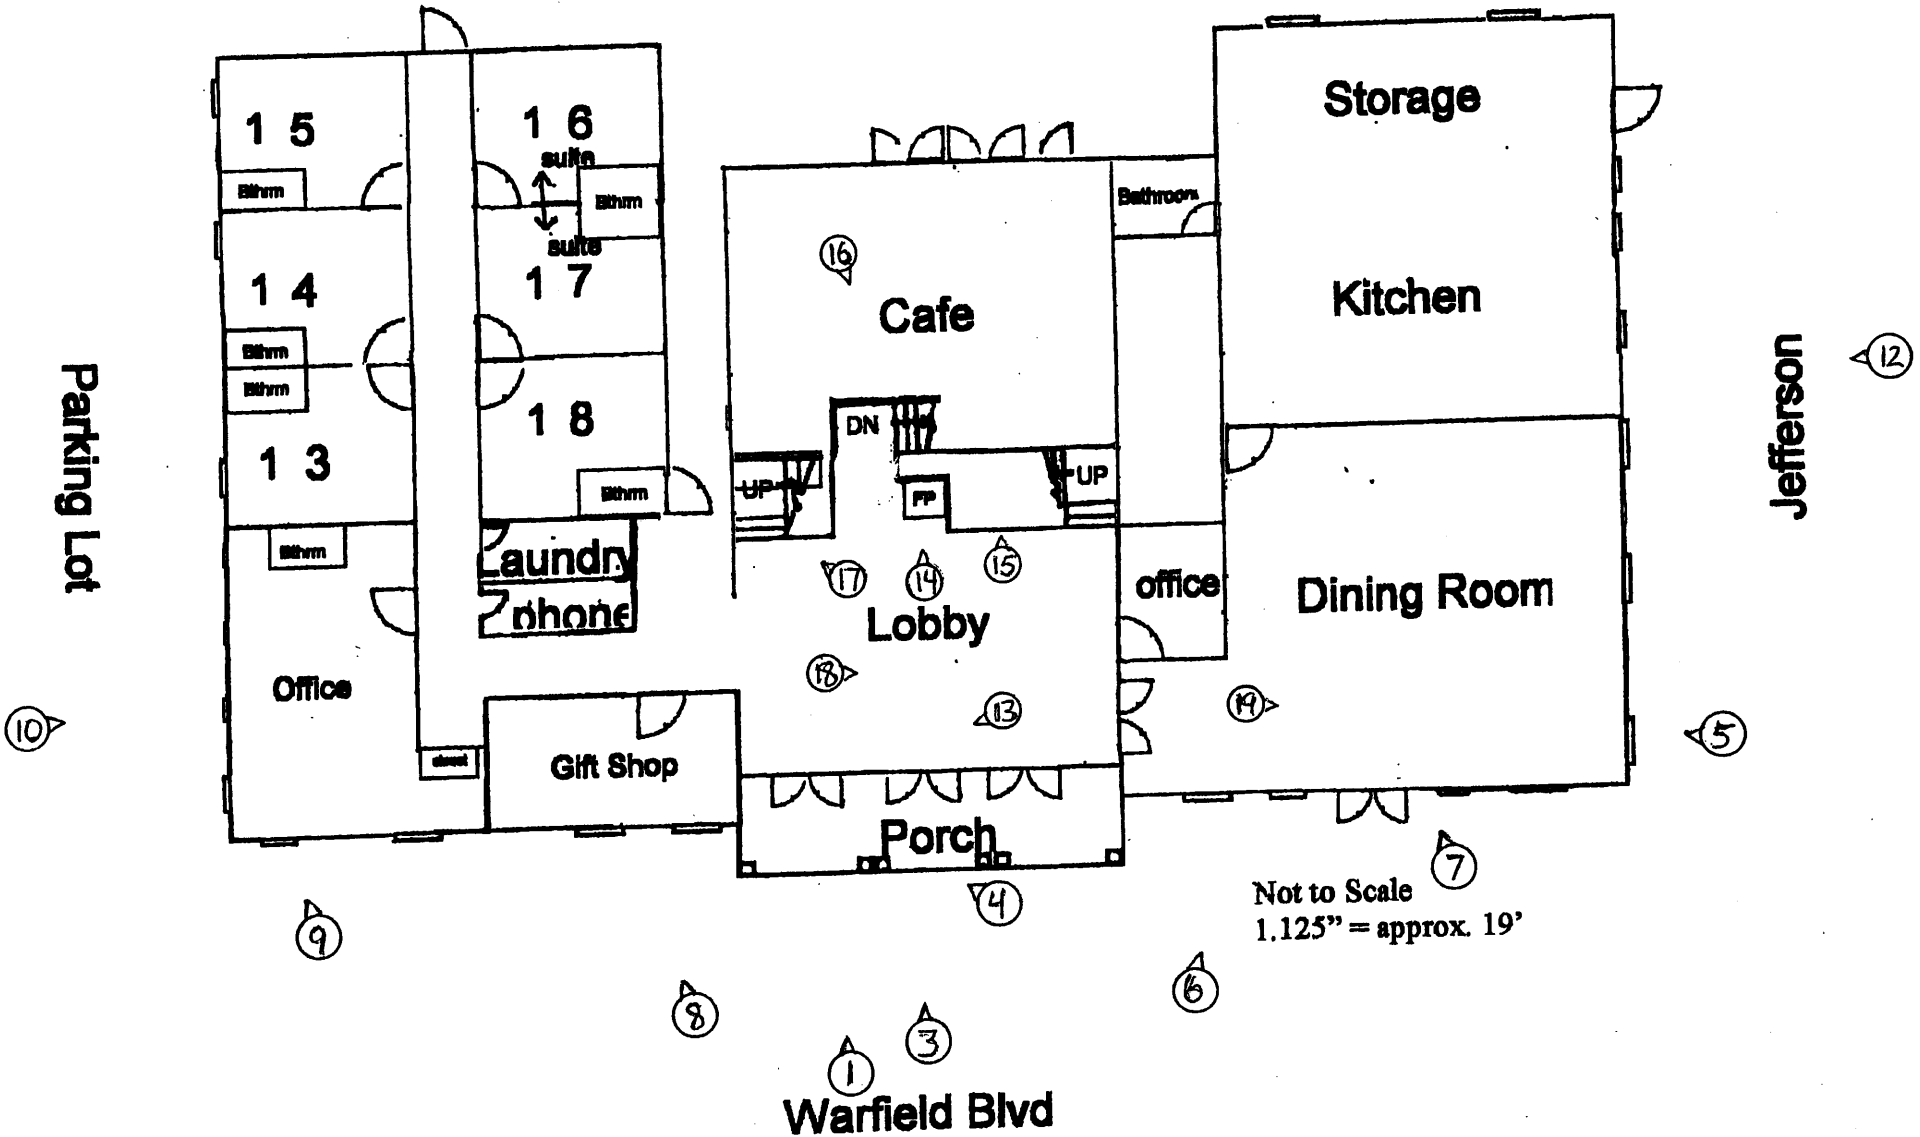 Storage
1 5
1 6
suite
Bthrm
Bthrm
Bathroom
suite
16
1 4
1 7
Cafe
Kitchen
Bthrm
Bthrm
12
Jefferson
Parking Lot
1 3
1 8
DN
UP
UP
FP
Bthrm
Bthrm
Laundry
phone
17
14
15
office
Dining Room
Lobby
18
13
19
Office
10
5
closet
Gift Shop
Porch
7
4
9
Not to Scale
1.125” = approx. 19’
6
8
3
1
Warfield Blvd